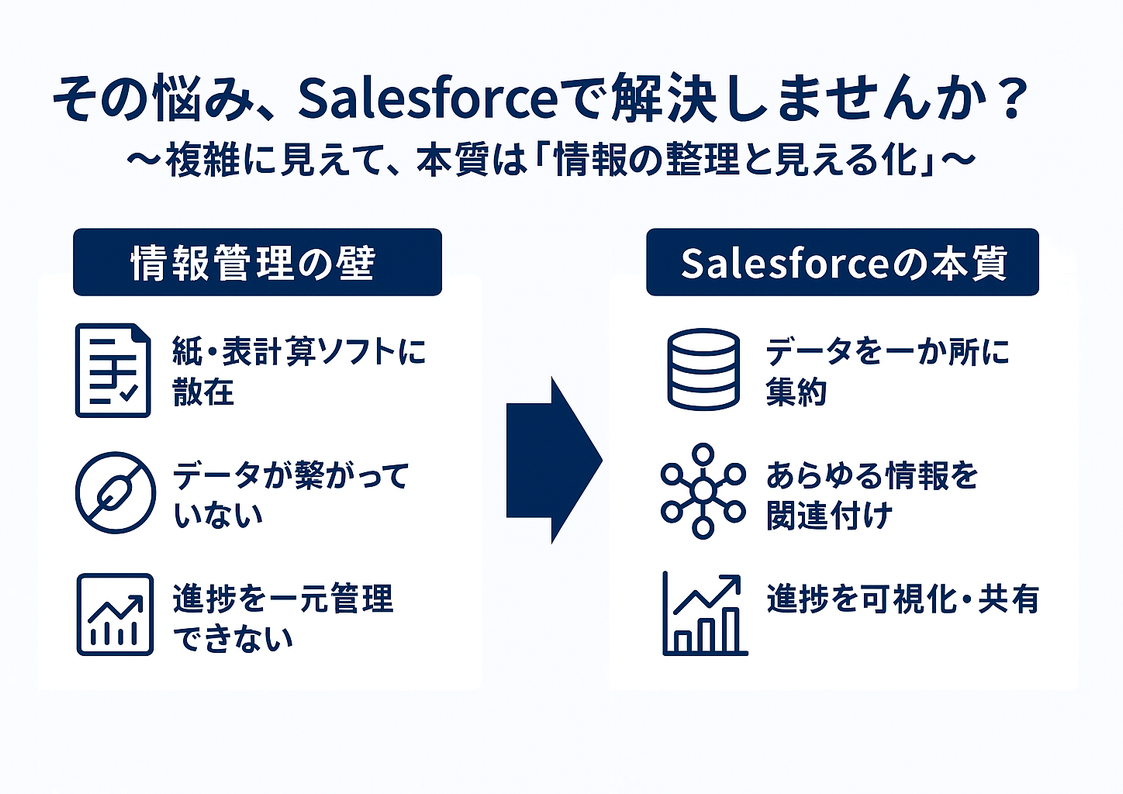 その悩み、Salesforceで解決しませんか？
～複雑に見えて、本質は「情報の整理と見える化」～
情報管理の壁
紙・表計算ソフトに
散在
データが繋がって
いない
進捗を一元管理
できない
Salesforceの本質
データを一か所に
集約
あらゆる情報を
関連付け
進捗を可視化・共有